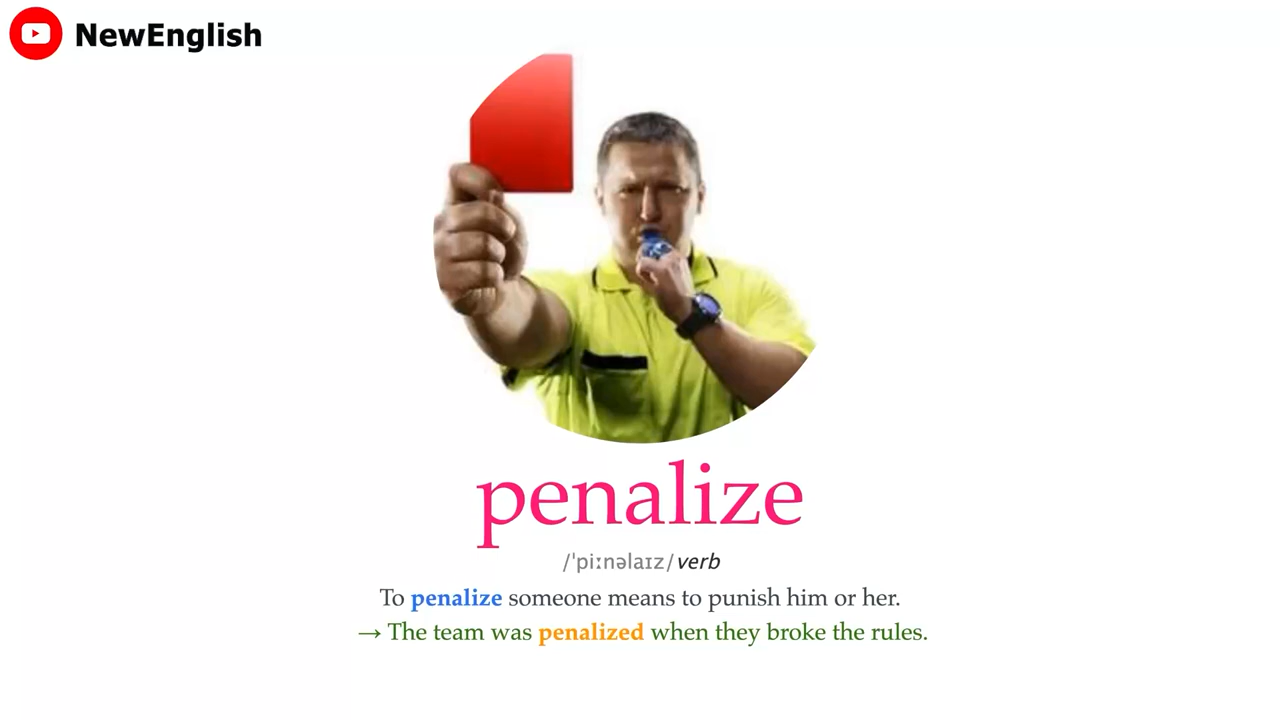 NewEnglish
penalize
/ˈpiːnəlaɪz/verb
To penalize someone means to punish him or her.
→ The team was penalized when they broke the rules.